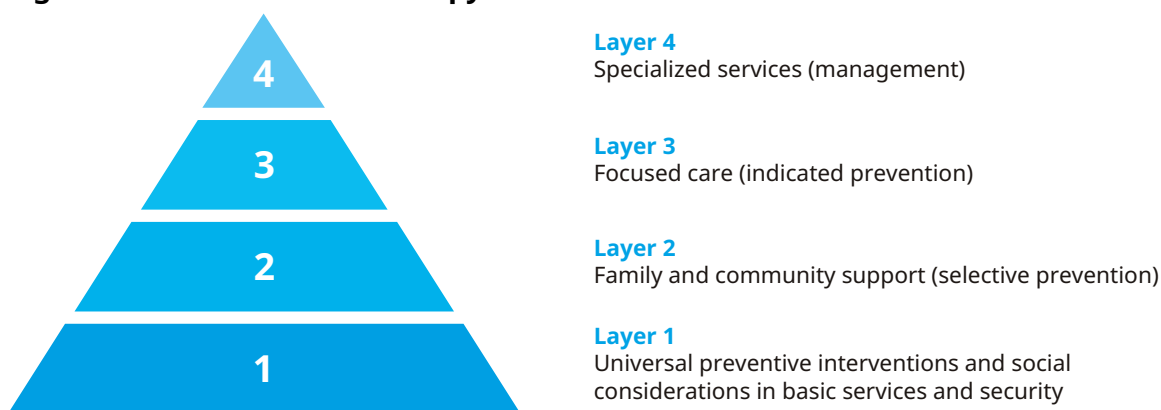 4
Layer 4
Specialized services (management)
3
Layer 3
Focused care (indicated prevention)
2
Layer 2
Family and community support (selective prevention)
1
Layer 1
Universal preventive interventions and social
considerations in basic services and security